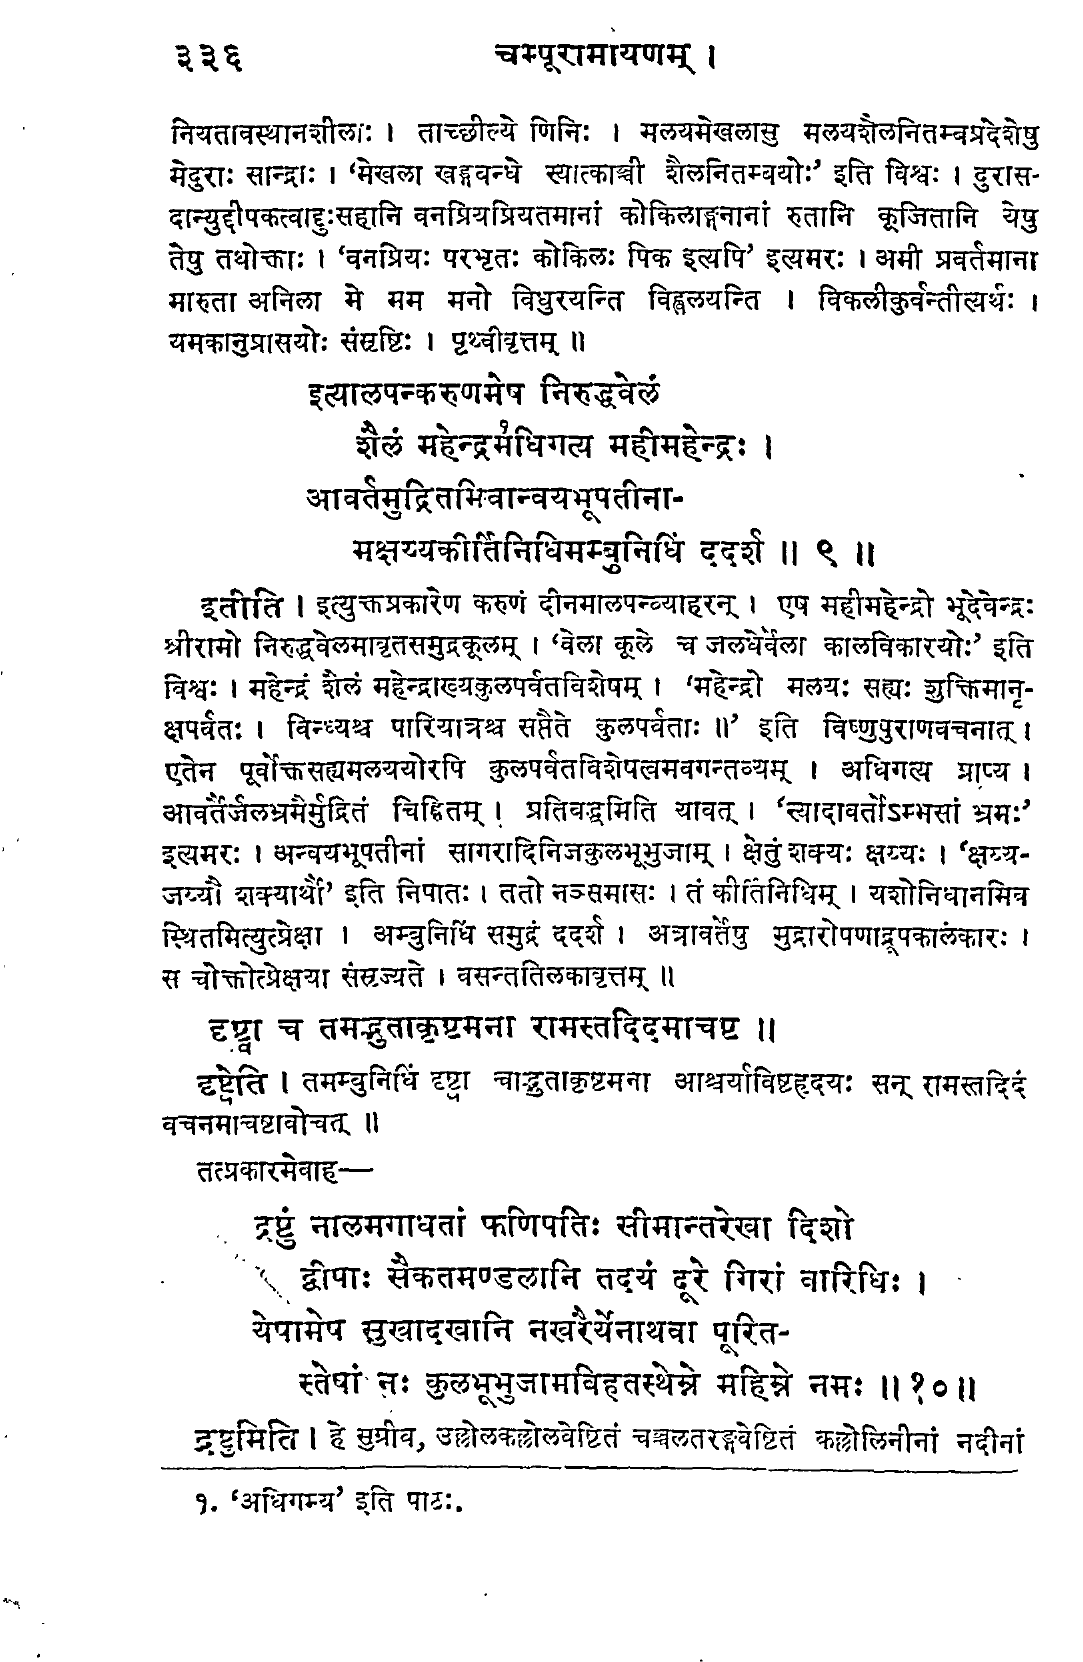 ३३६ चम्पूरामायणम् ।
नियतावस्थानशीलाः । ताच्छील्ये णिनिः । मलयमेखलासु मलयशैलनितम्बप्रदेशेषु
मेदुराः सान्द्राः । ‘मेखला खड्गबन्धे स्यात्काञ्ची शैलनितम्बयोः’ इति विश्वः । दुरास-
दान्युद्दीपकत्वाद्दुःसहानि वनप्रियप्रियतमानां कोकिलाङ्गनानां रुतानि कूजितानि येषु
तेषु तथोक्ताः । ‘वनप्रियः परभृतः कोकिलः पिक इत्यपि’ इत्यमरः । अमी प्रवर्तमाना
मारुता अनिला मे मम मनो विधुरयन्ति विह्वलयन्ति । विकलीकुर्वन्तीत्यर्थः ।
यमकानुप्रासयोः संसृष्टिः । पृथ्वीवृत्तम् ॥
इत्यालपन्करुणमेष निरुद्धवेलं
शैलं महेन्द्रमधिगत्य१ महीमहेन्द्रः ।
आवर्तमुद्रितमिवान्वयभूपतीना-
मक्षय्यकीर्तिनिधिमम्बुनिधिं ददर्श ॥ ९ ॥
इतीति । इत्युक्तप्रकारेण करुणं दीनमालपन्व्याहरन् । एष महीमहेन्द्रो भूदेवेन्द्रः
श्रीरामो निरुद्धवेलमावृतसमुद्रकूलम् । ‘वेला कूले च जलधेर्वेला कालविकारयोः’ इति
विश्वः । महेन्द्रं शैलं महेन्द्राख्यकुलपर्वतविशेषम् । ‘महेन्द्रो मलयः सह्यः शुक्तिमानृ-
क्षपर्वतः । विन्ध्यश्च पारियात्रश्च सप्तैते कुलपर्वताः ॥’ इति विष्णुपुराणवचनात् ।
एतेन पूर्वोक्तसह्यमलययोरपि कुलपर्वतविशेषत्वमवगन्तव्यम् । अधिगत्य प्राप्य ।
आवर्तैर्जलभ्रमैर्मुद्रितं चिह्नितम् । प्रतिबद्धमिति यावत् । ‘स्यादावर्तोऽम्भसां भ्रमः’
इत्यमरः । अन्वयभूपतीनां सागरादिनिजकुलभूभुजाम् । क्षेतुं शक्यः क्षय्यः । ‘क्षय्य-
जय्यौ शक्यार्थौ’ इति निपातः । ततो नञ्समासः । तं कीर्तिनिधिम् । यशोनिधानमिव
स्थितमित्युत्प्रेक्षा । अम्बुनिधिं समुद्रं ददर्श । अत्रावर्तेषु मुद्रारोपणाद्रूपकालंकारः ।
स चोक्तोत्प्रेक्षया संसृज्यते । वसन्ततिलकावृत्तम् ॥
दृष्ट्वा च तमद्भुताकृष्टमना रामस्तदिदमाचष्ट ॥
दृष्ट्वेति । तमम्बुनिधिं दृष्ट्वा चाद्भुताकृष्टमना आश्चर्याविष्टहृदयः सन् रामस्तदिदं
वचनमाचष्टावोचत् ॥
तत्प्रकारमेवाह—
द्रष्टुं नालमगाधतां फणिपतिः सीमान्तरेखा दिशो
द्वीपाः सैकतमण्डलानि तदयं दूरे गिरां वारिधिः ।
येषामेष सुखादखानि नखरैर्येनाथवा पूरित-
स्तेषां नः कुलभूभुजामविहतस्थेम्ने महिम्ने नमः ॥ १० ॥
द्रष्टुमिति । हे सुग्रीव, उल्लोलकल्लोलवेष्टितं चञ्चलतरङ्गवेष्टितं कल्लोलिनीनां नदीनां
१. ‘अधिगम्य’ इति पाठः.